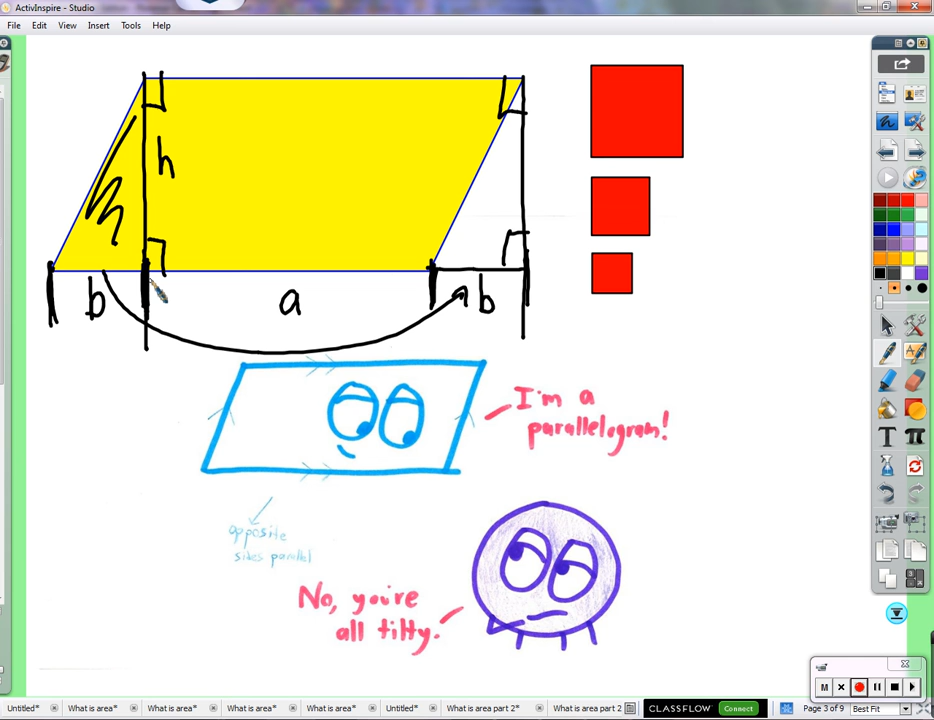 ActivInspire - Studio
File Edit View Insert Tools
h
b a b
I'm a
parallelogram!
opposite
sides parallel
No, you're
all tilty.
M
Untitled* What is area* What is area* What is area* What is area* Untitled* What is area part 2* What is area part 2 CLASSFLOW Connect Page 3 of 9 Best Fit